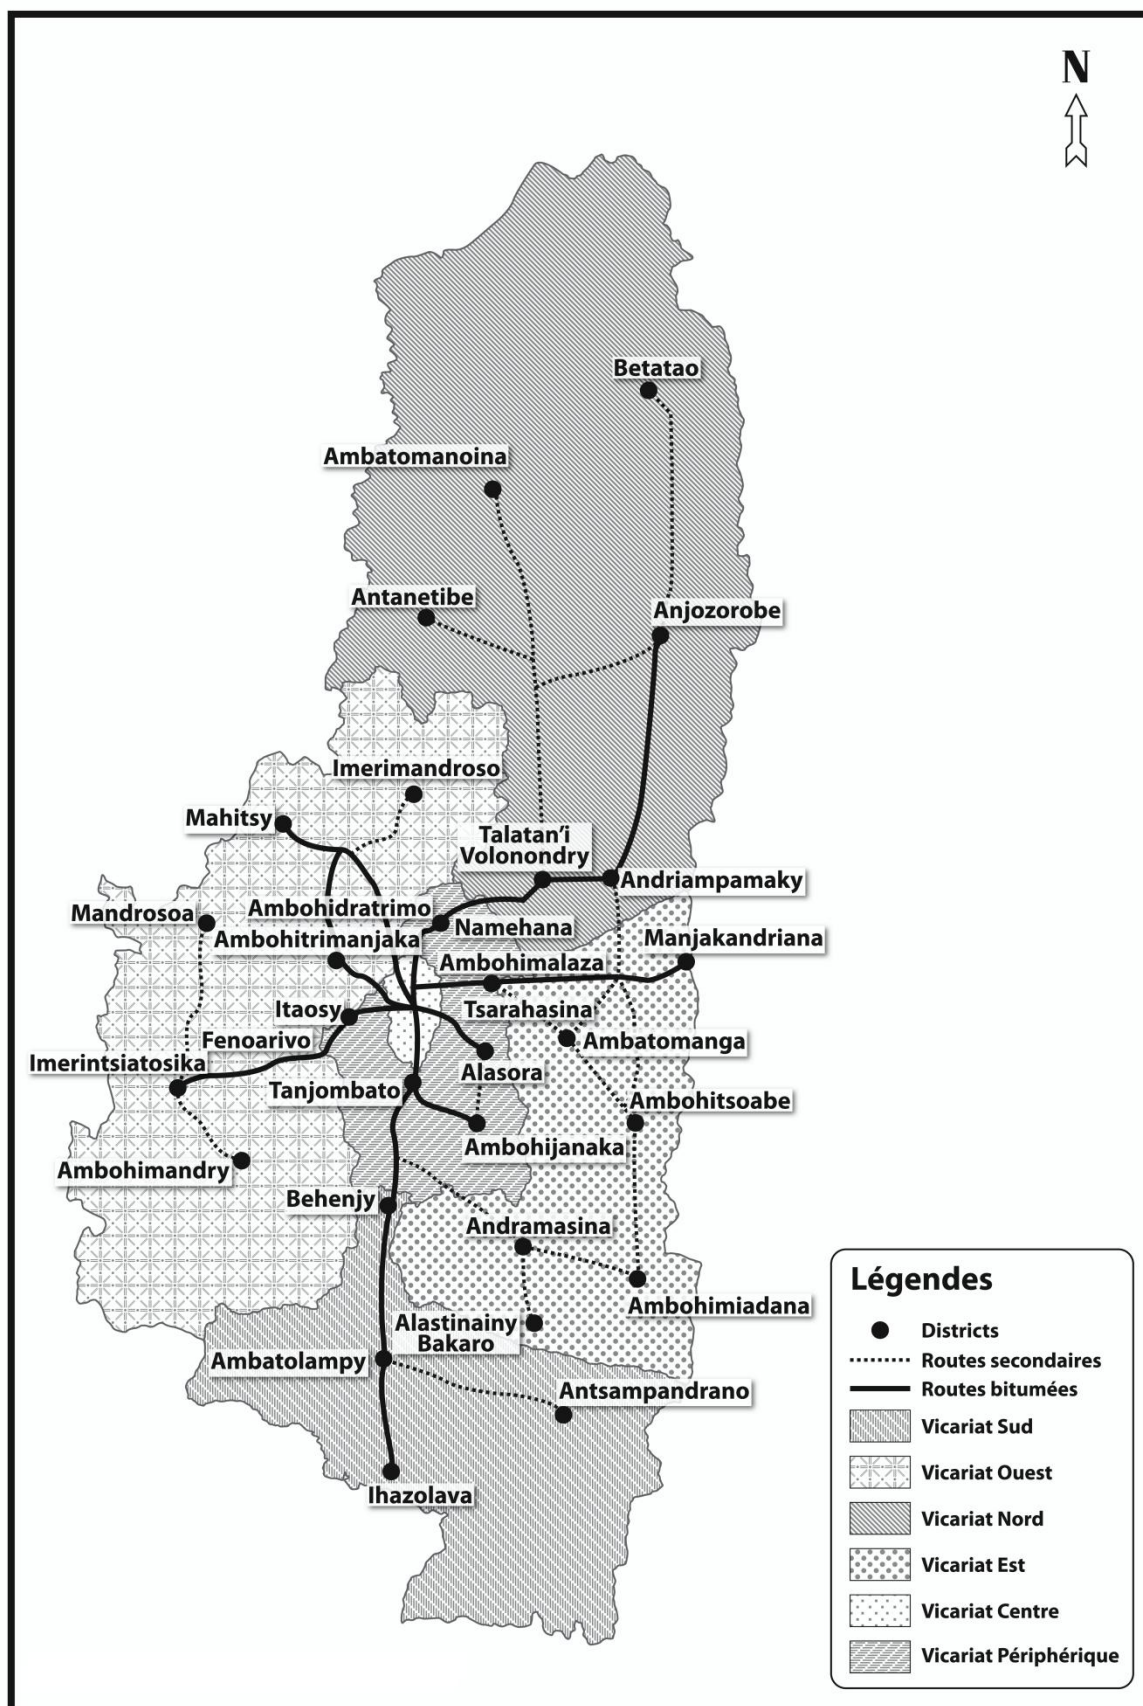 N
Betatao
Ambatomanoina
Antanetibe
Anjozorobe
Imerimandroso
Mahitsy
Talatan’i
Volonondry
Andriampamaky
Mandrosoa
Ambohidratrimo
Namehana
Ambohitrimanjaka
Manjakandriana
Ambohimalaza
Itaosy
Tsarahasina
Fenoarivo
Ambatomanga
Imerintsiatosika
Alasora
Tanjombato
Ambohitsoabe
Ambohijanaka
Ambohimandry
Behenjy
Andramasina
Ambohimiadana
Alastinainy
Bakaro
Ambatolampy
Antsampandrano
Ihazolava
Légendes
Districts
Routes secondaires
Routes bitumées
Vicariat Sud
Vicariat Ouest
Vicariat Nord
Vicariat Est
Vicariat Centre
Vicariat Périphérique